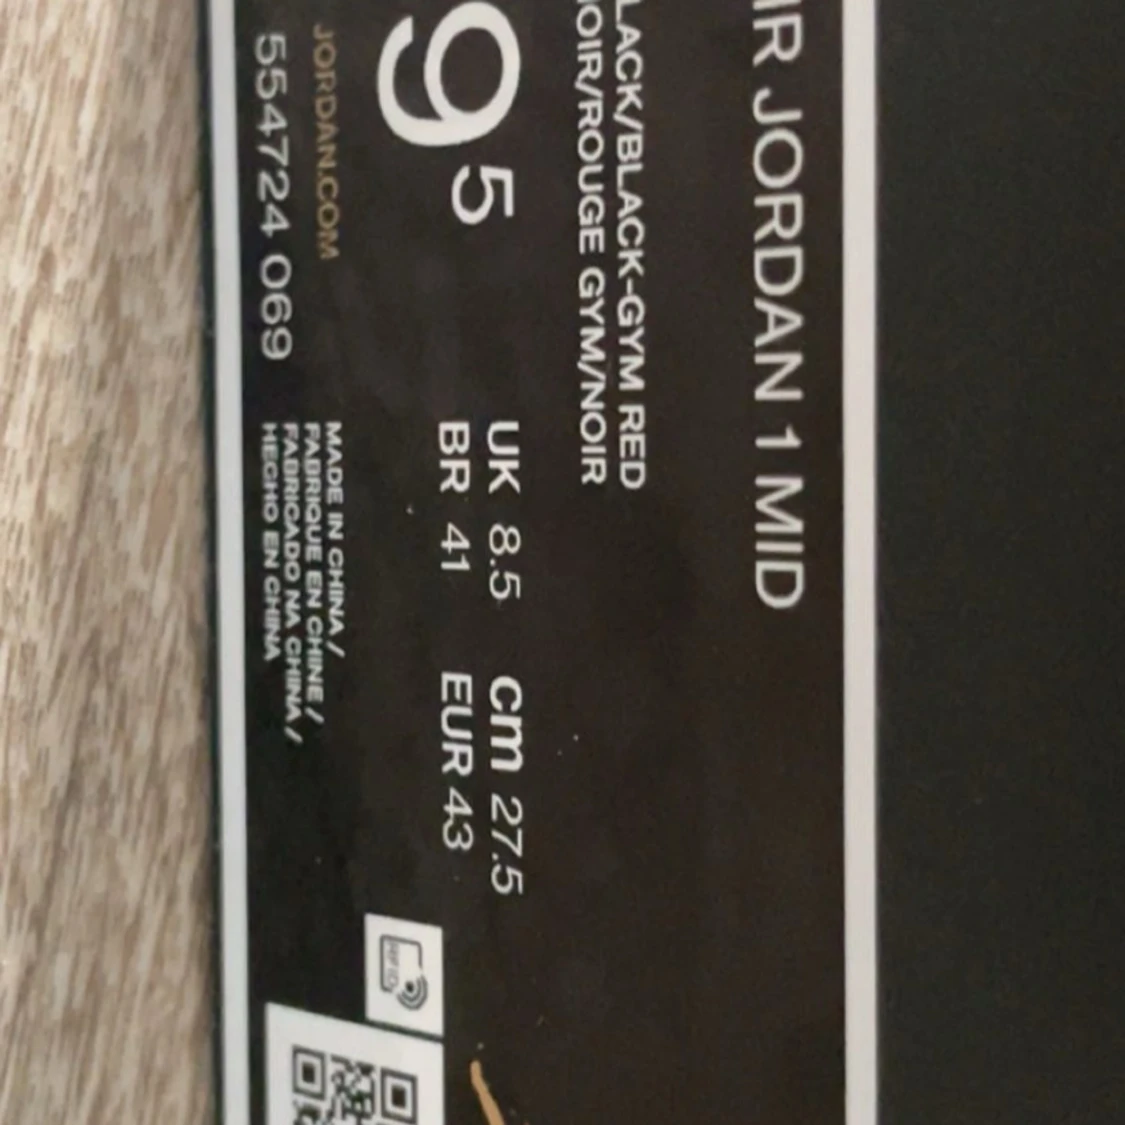 IR JORDAN 1 MID
LACK/BLACK-GYM RED
OIR/ROUGE GYM/NOIR
9 5
UK 8.5 cm 27.5
BR 41 EUR 43
JORDAN.COM
554724 069
MADE IN CHINA/
FABRIQUE EN CHINE/
FABRICADO NA CHINA/
HECHO EN CHINA
RFID